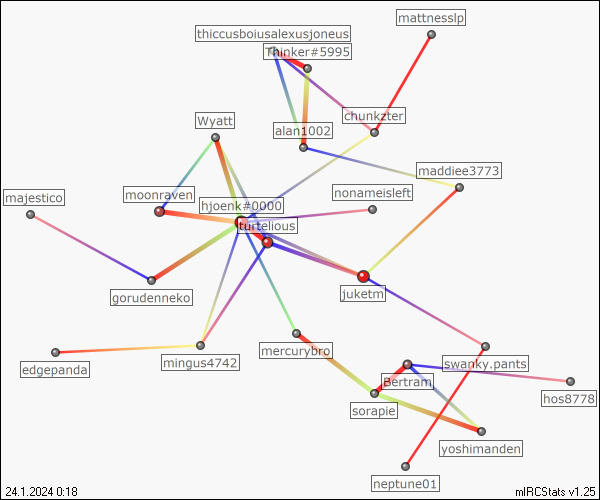 mattnesslp
thiccusboiusalexusjoneus
Thinker#5995
chunkzter
Wyatt
alan1002
maddiee3773
majestico
moonraven
nonameisleft
hjoenk#0000
turtelious
gorudenneko
juketm
mercurybro
swanky.pants
edgepanda
mingus4742
Bertram
hos8778
sorapie
yoshimanden
neptune01
24.1.2024 0:18
mIRCStats v1.25